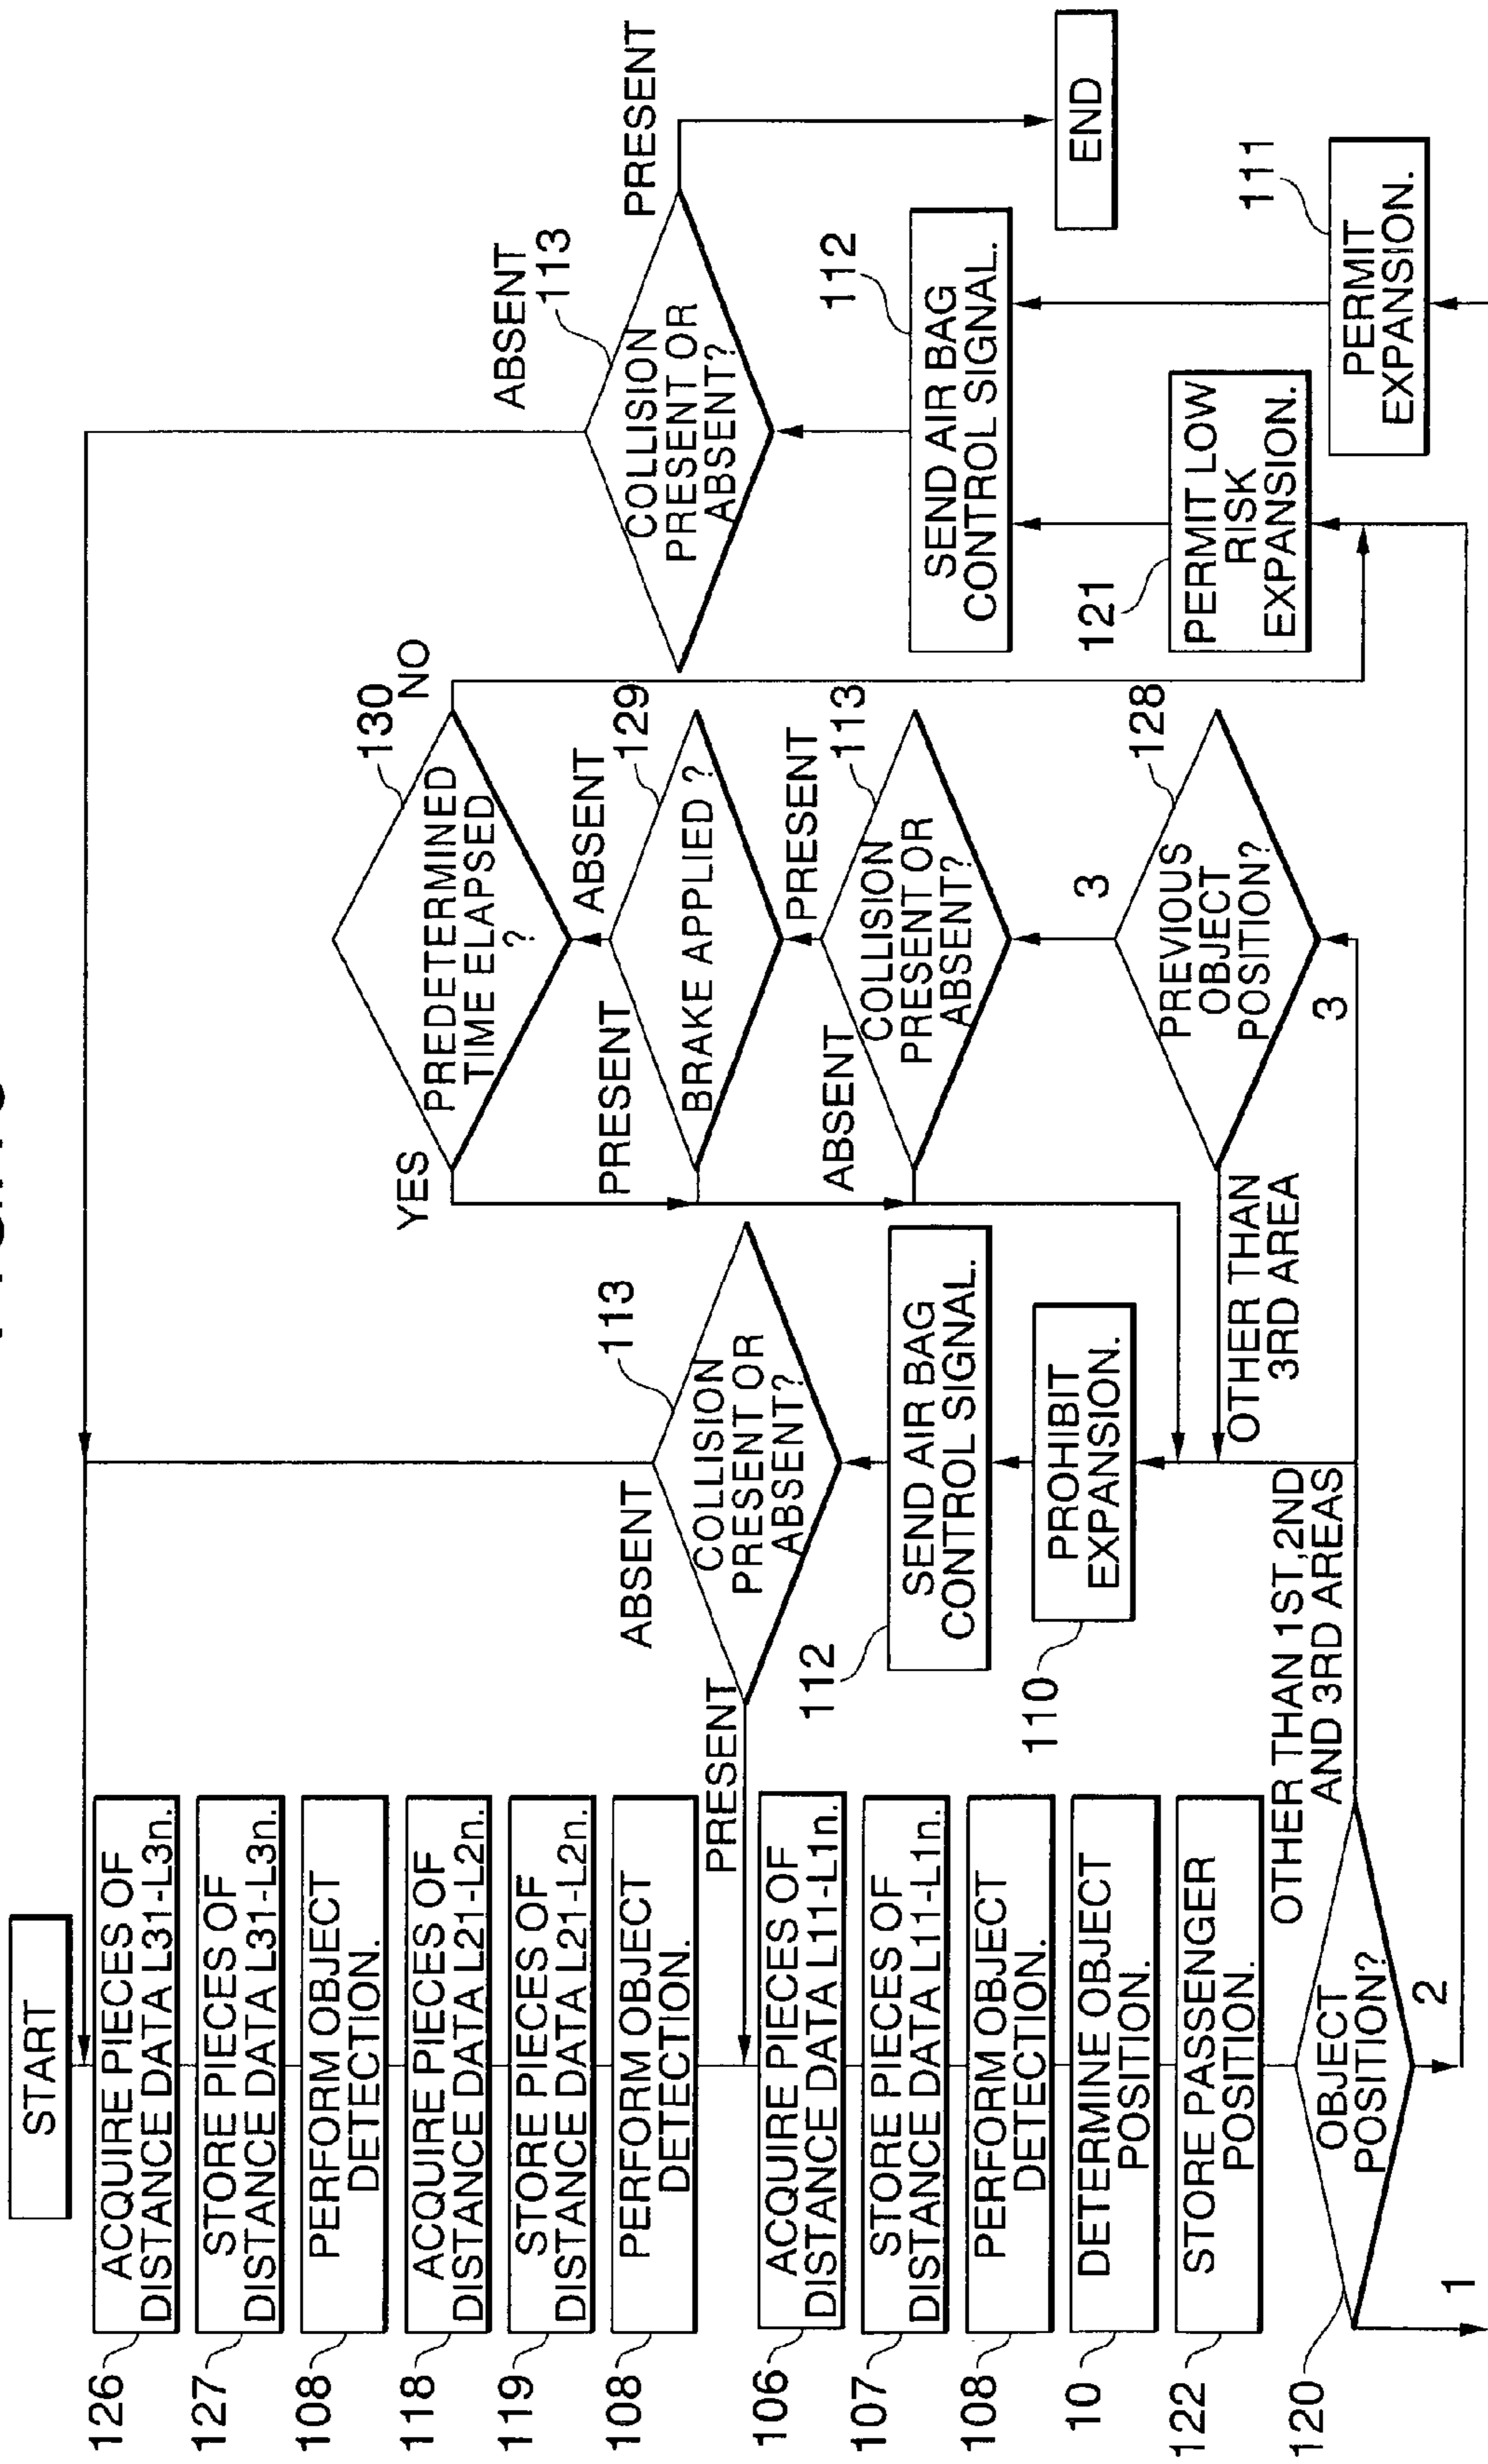 START
126
ACQUIRE PIECES OF
DISTANCE DATA L31-L3n.
127
STORE PIECES OF
DISTANCE DATA L31-L3n.
108
PERFORM OBJECT
DETECTION.
118
ACQUIRE PIECES OF
DISTANCE DATA L21-L2n.
119
STORE PIECES OF
DISTANCE DATA L21-L2n.
108
PERFORM OBJECT
DETECTION.
106
ACQUIRE PIECES OF
DISTANCE DATA L11-L1n.
107
STORE PIECES OF
DISTANCE DATA L11-L1n.
108
PERFORM OBJECT
DETECTION.
10
DETERMINE OBJECT
POSITION.
122
STORE PASSENGER
POSITION.
120
OBJECT
POSITION?
1
2
OTHER THAN 1ST,2ND
AND 3RD AREAS
PRESENT
ABSENT
113
COLLISION
PRESENT OR
ABSENT?
112
SEND AIR BAG
CONTROL SIGNAL.
110
PROHIBIT
EXPANSION.
OTHER THAN
3RD AREA
3
YES
130
NO
PREDETERMINED
TIME ELAPSED
?
PRESENT
ABSENT
129
BRAKE APPLIED ?
ABSENT
PRESENT
113
COLLISION
PRESENT OR
ABSENT?
3
128
PREVIOUS
OBJECT
POSITION?
ABSENT
113
PRESENT
COLLISION
PRESENT OR
ABSENT?
112
SEND AIR BAG
CONTROL SIGNAL.
END
121
PERMIT LOW
RISK
EXPANSION.
111
PERMIT
EXPANSION.